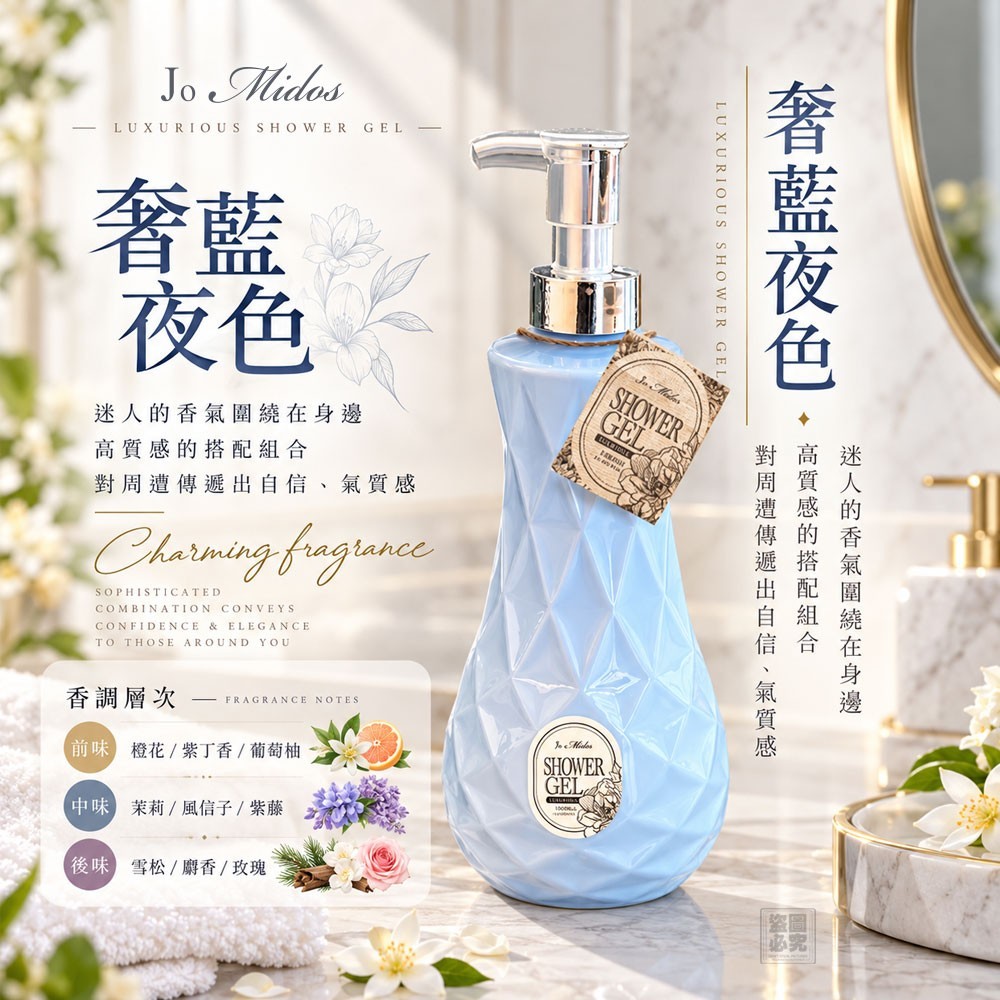 Jo Midos
LUXURIOUS SHOWER GEL
奢藍
夜色
迷人的香氣圍繞在身邊
高質感的搭配組合
對周遭傳遞出自信、氣質感
Charming fragrance
SOPHISTICATED
COMBINATION CONVEYS
CONFIDENCE & ELEGANCE
TO THOSE AROUND YOU
香調層次
FRAGRANCE NOTES
前味
橙花/紫丁香/葡萄柚
中味
茉莉/風信子/紫藤
後味
雪松/麝香/玫瑰
Jo Midos
SHOWER
GEL
LUXURIOUS
Jo Midos
SHOWER
GEL
LUXURIOUS
1000ML
奢藍夜色
LUXURIOUS SHOWER GEL
迷人的香氣圍繞在身邊
高質感的搭配組合
對周遭傳遞出自信、氣質感
盜圖
必究